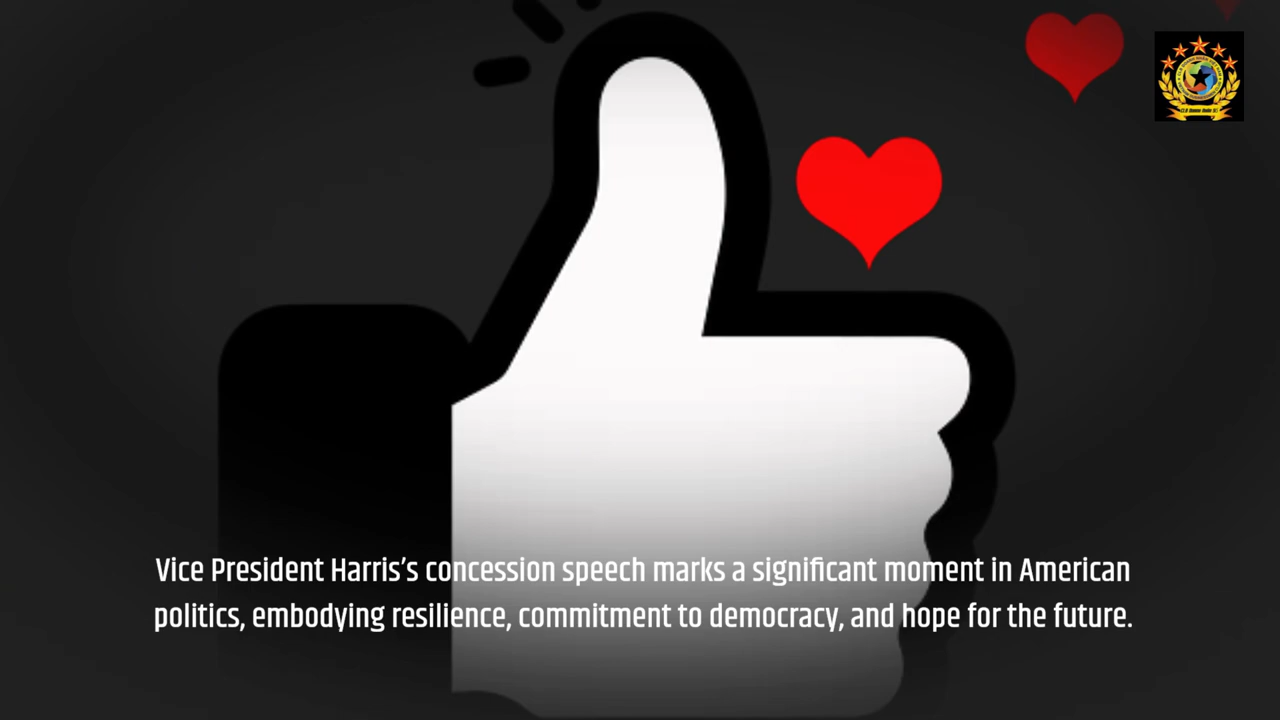 Vice President Harris’s concession speech marks a significant moment in American
politics, embodying resilience, commitment to democracy, and hope for the future.